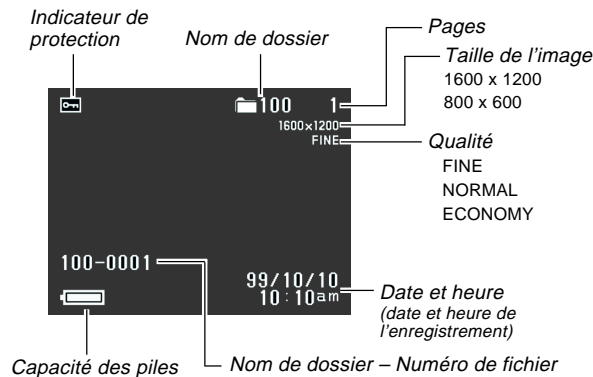 Indicateur de
protection
Nom de dossier
Pages
Taille de l'image
1600 x 1200
800 x 600
100 1
1600×1200
FINE
Qualité
FINE
NORMAL
ECONOMY
100-0001
99/10/10
10:10am
Date et heure
(date et heure de
l'enregistrement)
Capacité des piles
Nom de dossier – Numéro de fichier